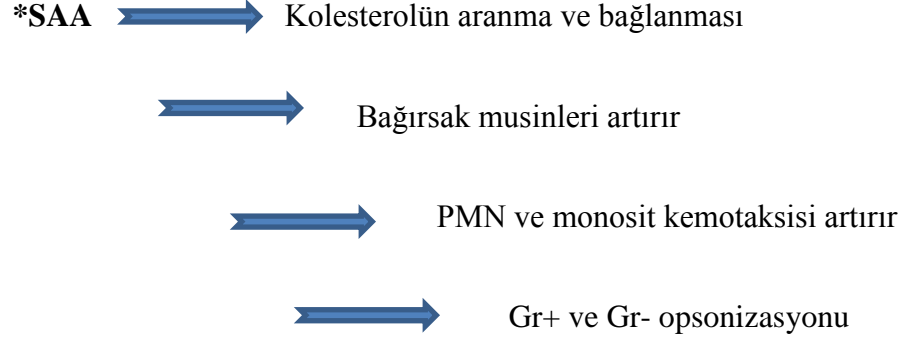 *SAA Kolesterolün aranma ve bağlanması
Bağırsak musinleri artırır
PMN ve monosit kemotaksisi artırır
Gr+ ve Gr- opsonizasyonu